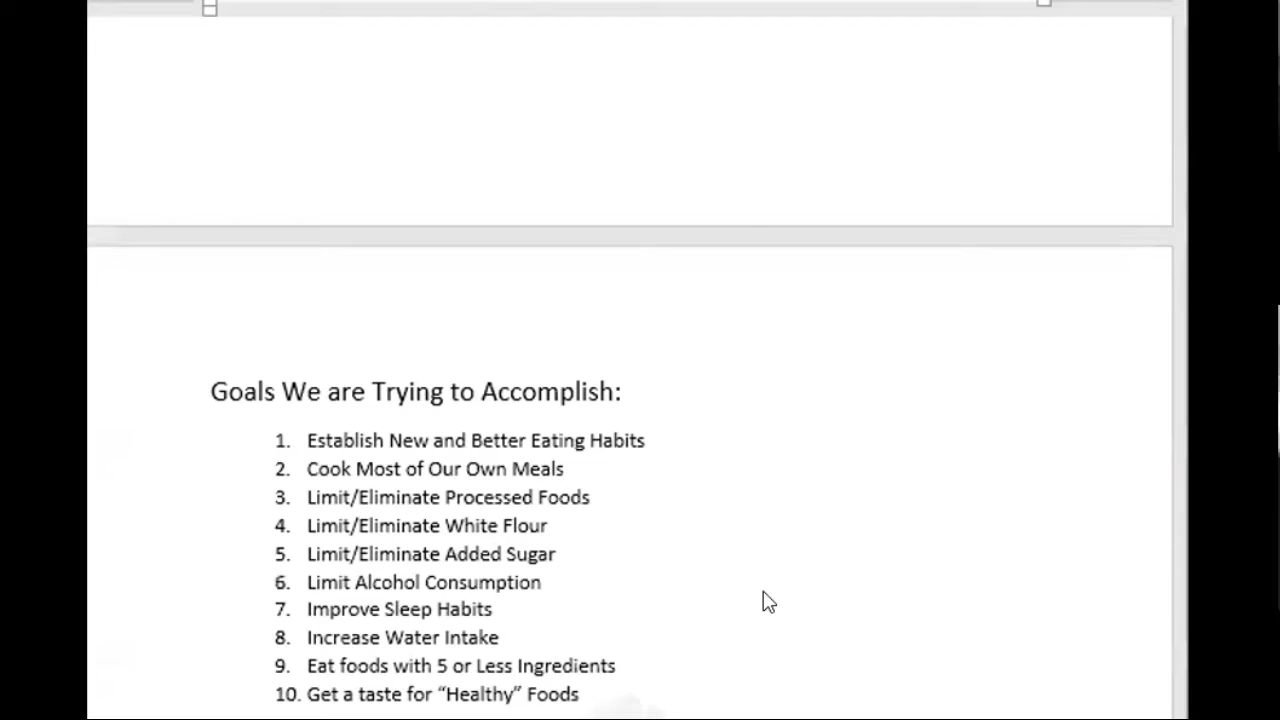 Goals We are Trying to Accomplish:
1. Establish New and Better Eating Habits
2. Cook Most of Our Own Meals
3. Limit/Eliminate Processed Foods
4. Limit/Eliminate White Flour
5. Limit/Eliminate Added Sugar
6. Limit Alcohol Consumption
7. Improve Sleep Habits
8. Increase Water Intake
9. Eat foods with 5 or Less Ingredients
10. Get a taste for “Healthy” Foods